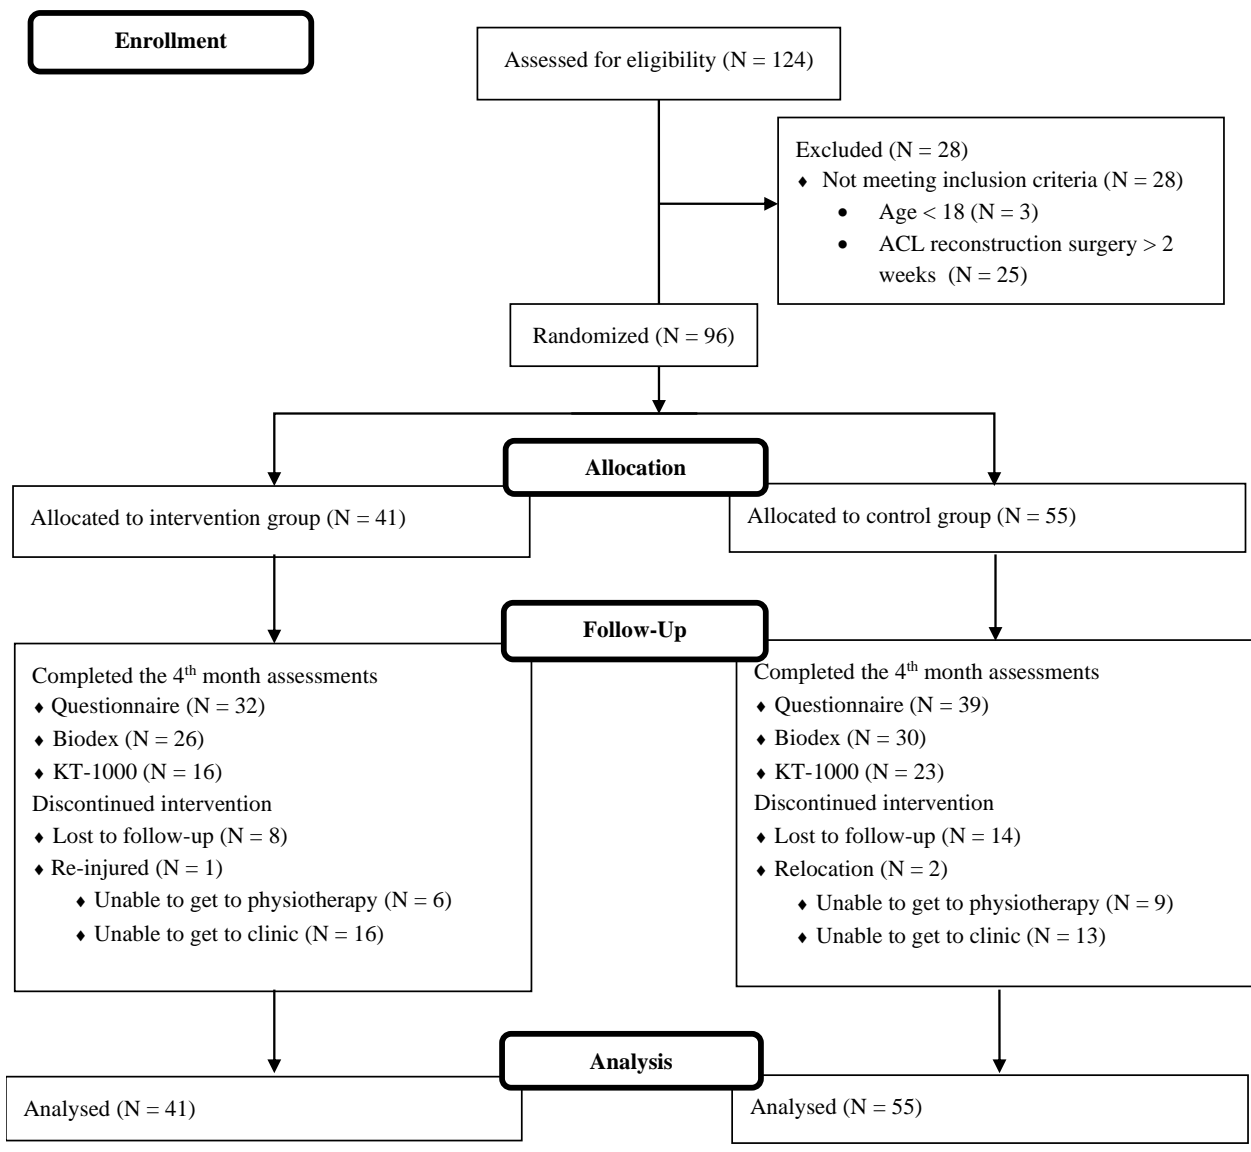 Enrollment
Assessed for eligibility (N = 124)
Excluded (N = 28)
♦ Not meeting inclusion criteria (N = 28)
• Age < 18 (N = 3)
• ACL reconstruction surgery > 2
weeks (N = 25)
Randomized (N = 96)
Allocation
Allocated to intervention group (N = 41)
Allocated to control group (N = 55)
Follow-Up
Completed the 4th month assessments
♦ Questionnaire (N = 32)
♦ Biodex (N = 26)
♦ KT-1000 (N = 16)
Discontinued intervention
♦ Lost to follow-up (N = 8)
♦ Re-injured (N = 1)
♦ Unable to get to physiotherapy (N = 6)
♦ Unable to get to clinic (N = 16)
Completed the 4th month assessments
♦ Questionnaire (N = 39)
♦ Biodex (N = 30)
♦ KT-1000 (N = 23)
Discontinued intervention
♦ Lost to follow-up (N = 14)
♦ Relocation (N = 2)
♦ Unable to get to physiotherapy (N = 9)
♦ Unable to get to clinic (N = 13)
Analysis
Analysed (N = 41)
Analysed (N = 55)